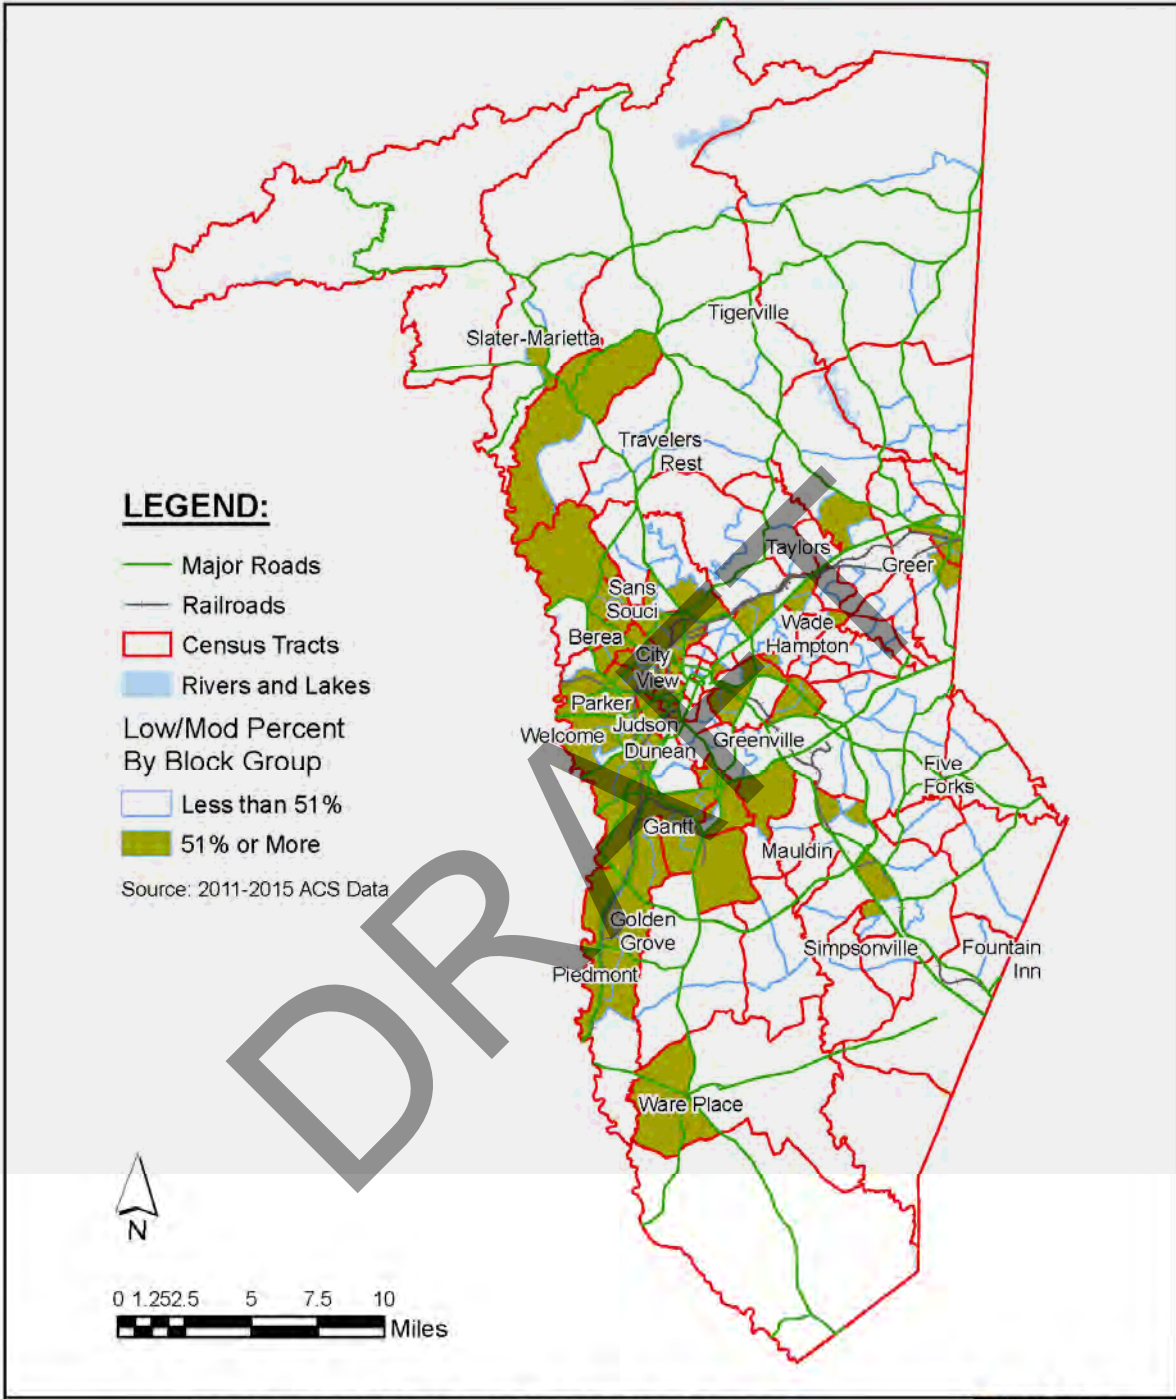 Tigerville
Slater-Marietta
Travelers
Rest
Taylors
Greer
Sans
Souci
Wade
Hampton
Berea
City
View
Parker
Judson
Welcome
Dunean
Greenville
Five
Forks
Gantt
Mauldin
Golden
Grove
Simpsonville
Fountain
Inn
Piedmont
Ware Place
LEGEND:
Major Roads
Railroads
Census Tracts
Rivers and Lakes
Low/Mod Percent
By Block Group
Less than 51%
51% or More
Source: 2011-2015 ACS Data
N
0 1.252.5 5 7.5 10
Miles
DRAFT